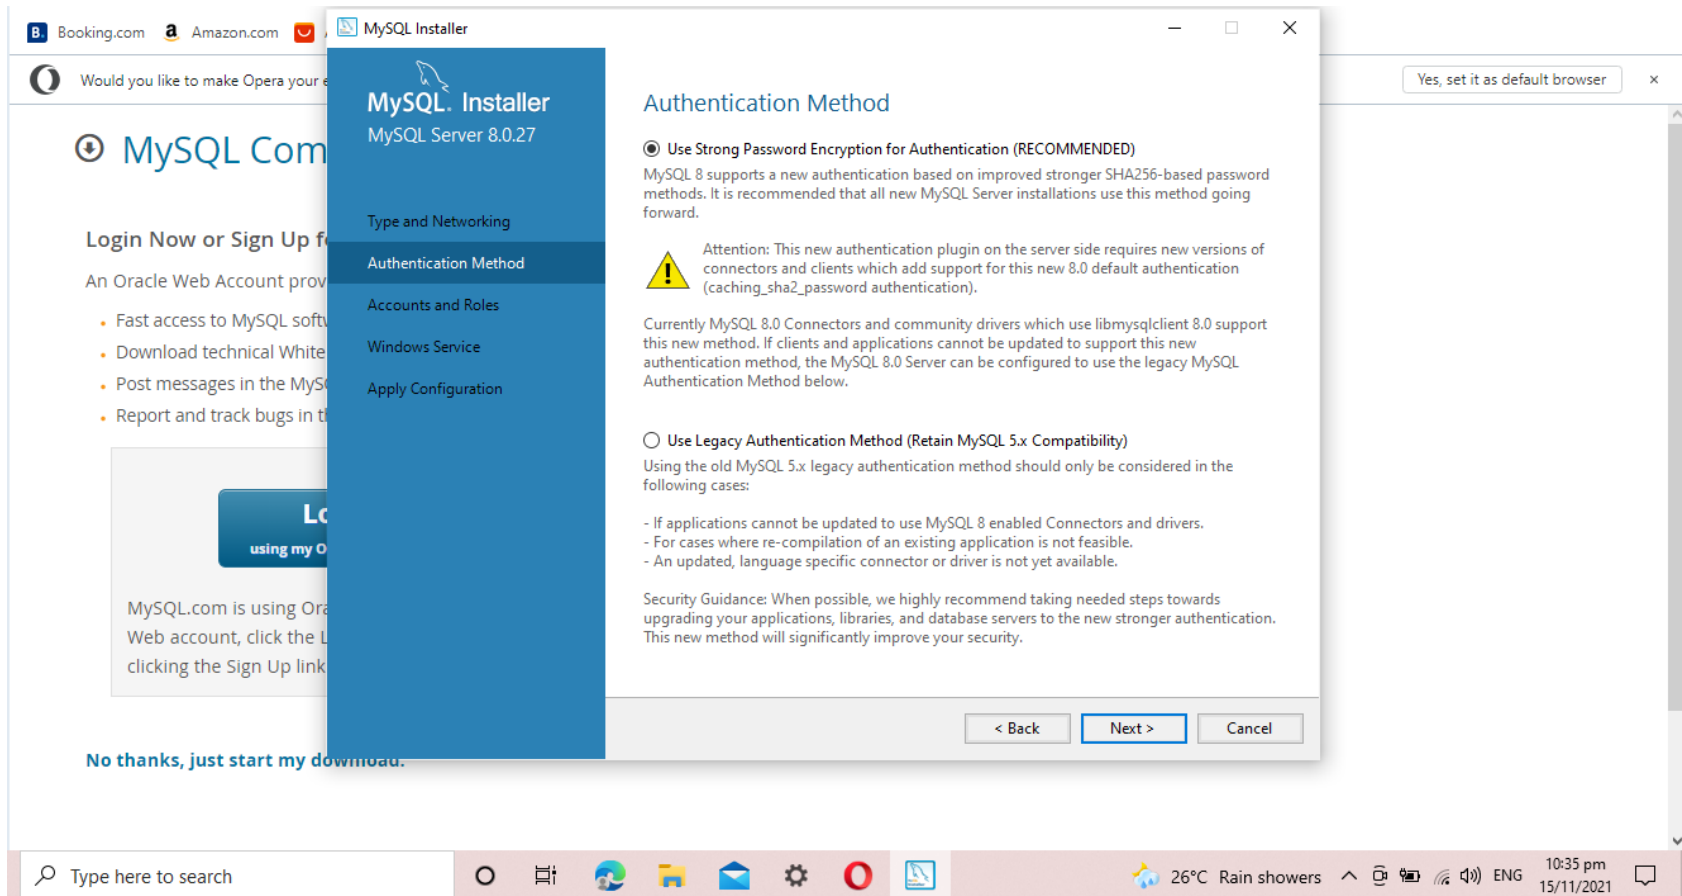 Booking.com
Amazon.com
Would you like to make Opera your
Yes, set it as default browser
MySQL Com
Login Now or Sign Up
An Oracle Web Account prov
Fast access to MySQL
Download technical White
Post messages in the
Report and track bugs in
using my
MySQL.com is using
Web account, click the
clicking the Sign Up link
No thanks, just start my download.
MySQL Installer
MySQL. Installer
MySQL Server 8.0.27
Type and Networking
Authentication Method
Accounts and Roles
Windows Service
Apply Configuration
Authentication Method
Use Strong Password Encryption for Authentication (RECOMMENDED)
MySQL 8 supports a new authentication based on improved stronger SHA256-based password
methods. It is recommended that all new MySQL Server installations use this method going
forward.
Attention: This new authentication plugin on the server side requires new versions of
connectors and clients which add support for this new 8.0 default authentication
(caching_sha2_password authentication).
Currently MySQL 8.0 Connectors and community drivers which use libmysqlclient 8.0 support
this new method. If clients and applications cannot be updated to support this new
authentication method, the MySQL 8.0 Server can be configured to use the legacy MySQL
Authentication Method below.
Use Legacy Authentication Method (Retain MySQL 5.x Compatibility)
Using the old MySQL 5.x legacy authentication method should only be considered in the
following cases:
- If applications cannot be updated to use MySQL 8 enabled Connectors and drivers.
- For cases where re-compilation of an existing application is not feasible.
- An updated, language specific connector or driver is not yet available.
Security Guidance: When possible, we highly recommend taking needed steps towards
upgrading your applications, libraries, and database servers to the new stronger authentication.
This new method will significantly improve your security.
< Back
Next >
Cancel
Type here to search
26°C Rain showers
ENG
10:35 pm
15/11/2021